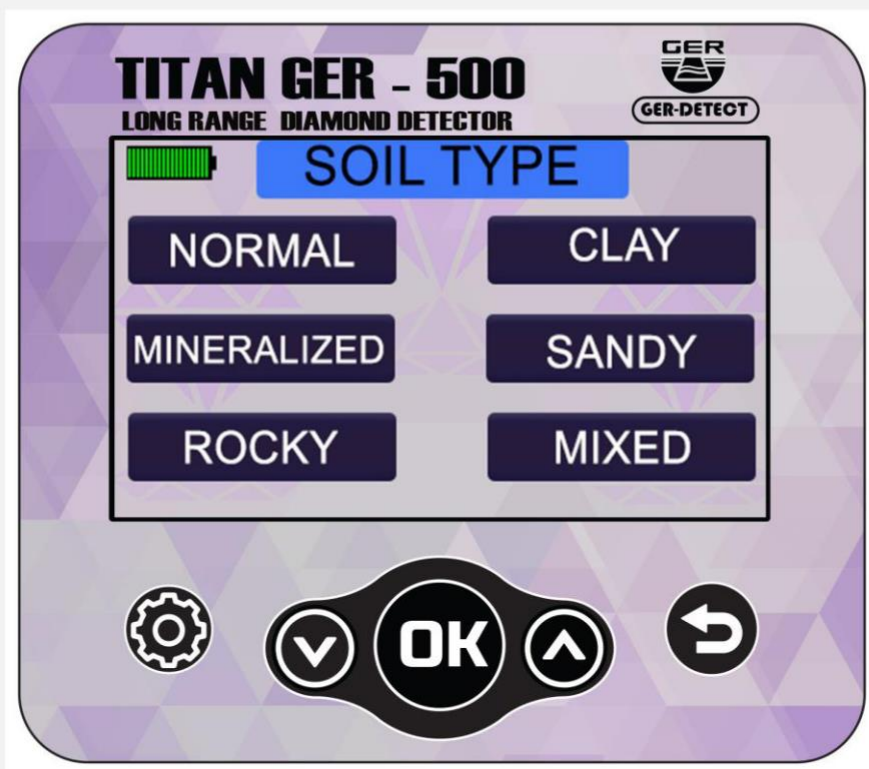 TITAN GER - 500
LONG RANGE DIAMOND DETECTOR
GER
GER-DETECT
SOIL TYPE
NORMAL
CLAY
MINERALIZED
SANDY
ROCKY
MIXED
OK